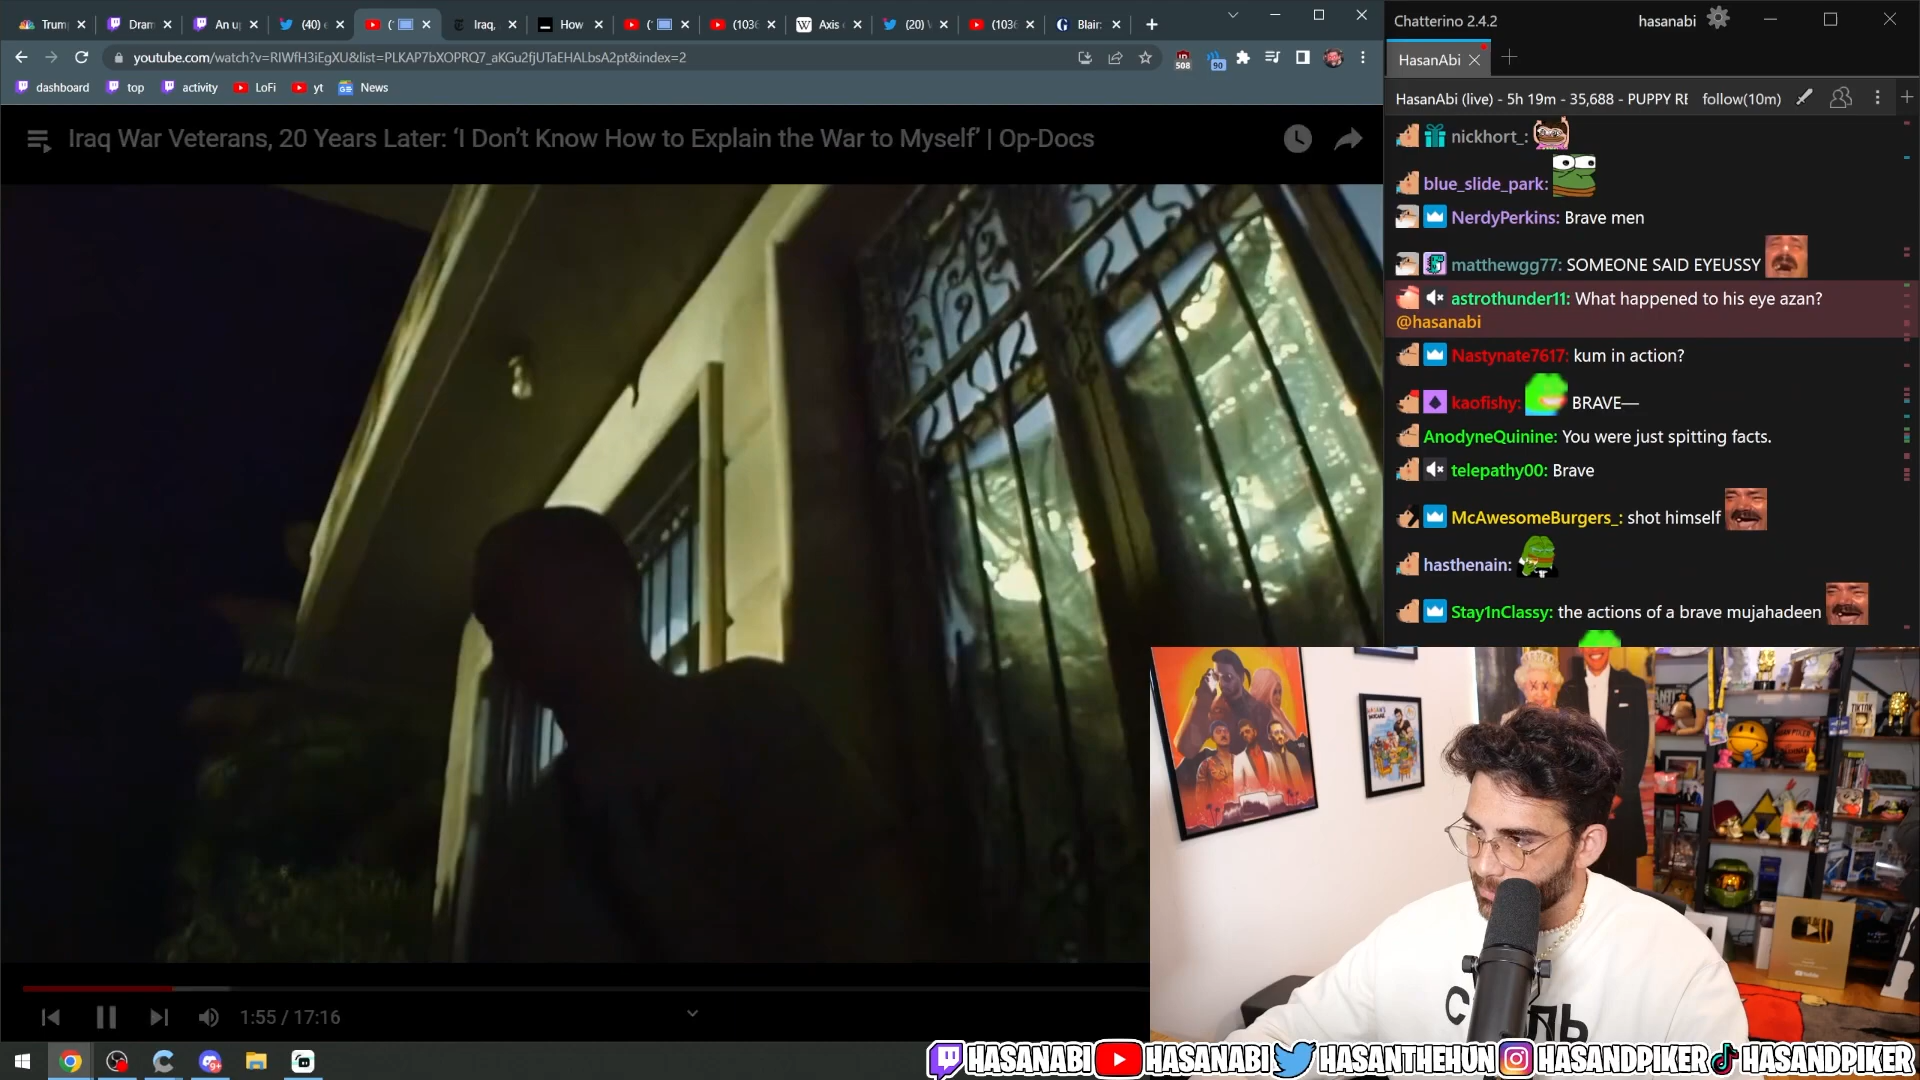 Trum
Dram
An u
(40)
(
Iraq,
How
(
(103
Axis
(20)
(103
Blair:
youtube.com/watch?v=RlWfH3iEgXU&list=PLKAP7bXOPRQ7_aKGu2fjUTaEHALbsA2pt&index=2
508
90
dashboard
top
activity
LoFi
yt
News
Iraq War Veterans, 20 Years Later: ‘I Don’t Know How to Explain the War to Myself’ | Op-Docs
1:55 / 17:16
Chatterino 2.4.2
hasanabi
HasanAbi
HasanAbi (live) - 5h 19m - 35,688 - PUPPY RE
follow(10m)
nickhort_:
blue_slide_park:
NerdyPerkins: Brave men
matthewgg77: SOMEONE SAID EYEUSSY
astrothunder11: What happened to his eye azan?
@hasanabi
Nastynate7617: kum in action?
kaofishy: BRAVE—
AnodyneQuinine: You were just spitting facts.
telepathy00: Brave
McAwesomeBurgers_: shot himself
hasthenain:
Stay1nClassy: the actions of a brave mujahadeen
HASANABI
HASANABI
HASANTHEHUN
HASANDPIKER
HASANDPIKER